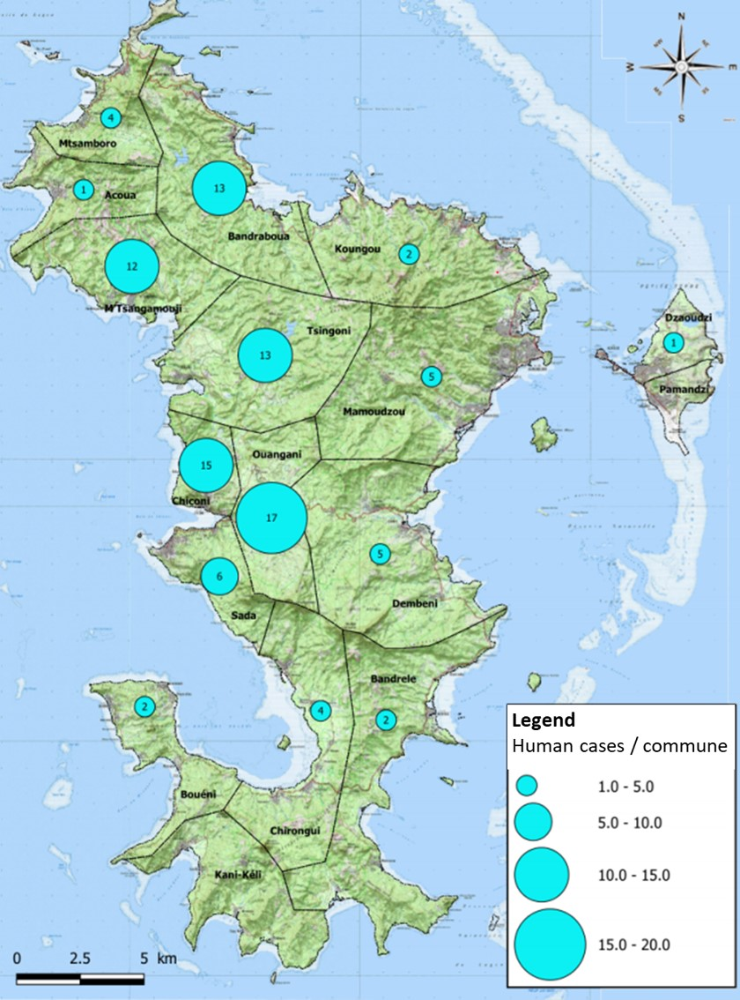 N
W
E
S
4
Mtsamboro
1
Acoua
13
Bandraboua
12
M'Tsangamouji
Koungou
2
Tsingoni
13
Dzaoudzi
1
Pamandzi
5
Mamoudzou
Ouangani
15
Chiconi
17
5
6
Dembeni
Sada
Bandrele
2
4
2
Bouéni
Chirongui
Kani-Kéli
Legend
Human cases / commune
1.0 - 5.0
5.0 - 10.0
10.0 - 15.0
15.0 - 20.0
0 2.5 5 km